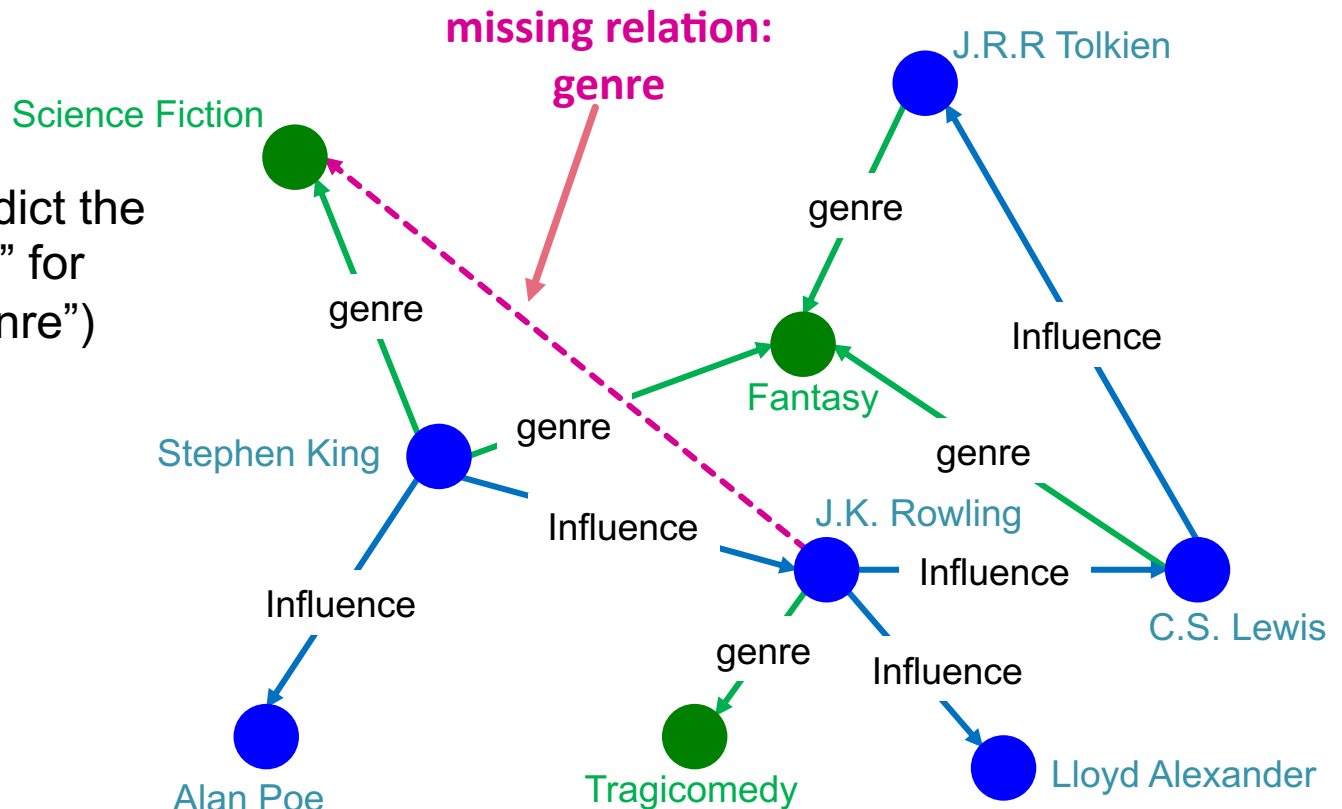 missing relation:
genre
J.R.R Tolkien
Science Fiction
dict the
” for
nre”)
genre
genre
Influence
Fantasy
genre
Stephen King
genre
J.K. Rowling
Influence
Influence
Influence
C.S. Lewis
genre
Influence
Alan Poe
Tragicomedy
Lloyd Alexander